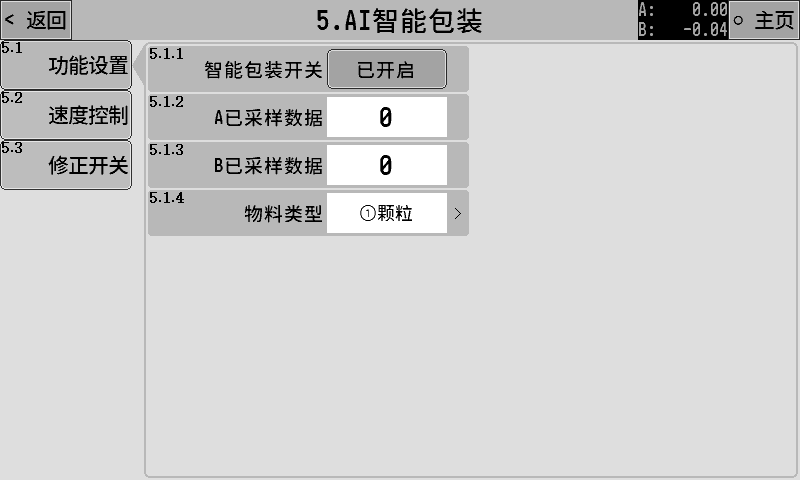 < 返回
5.AI智能包装
A: 0.00
B: -0.04
○ 主页
5.1
功能设置
5.2
速度控制
5.3
修正开关
5.1.1
智能包装开关 已开启
5.1.2
A已采样数据 0
5.1.3
B已采样数据 0
5.1.4
物料类型 ①颗粒 >